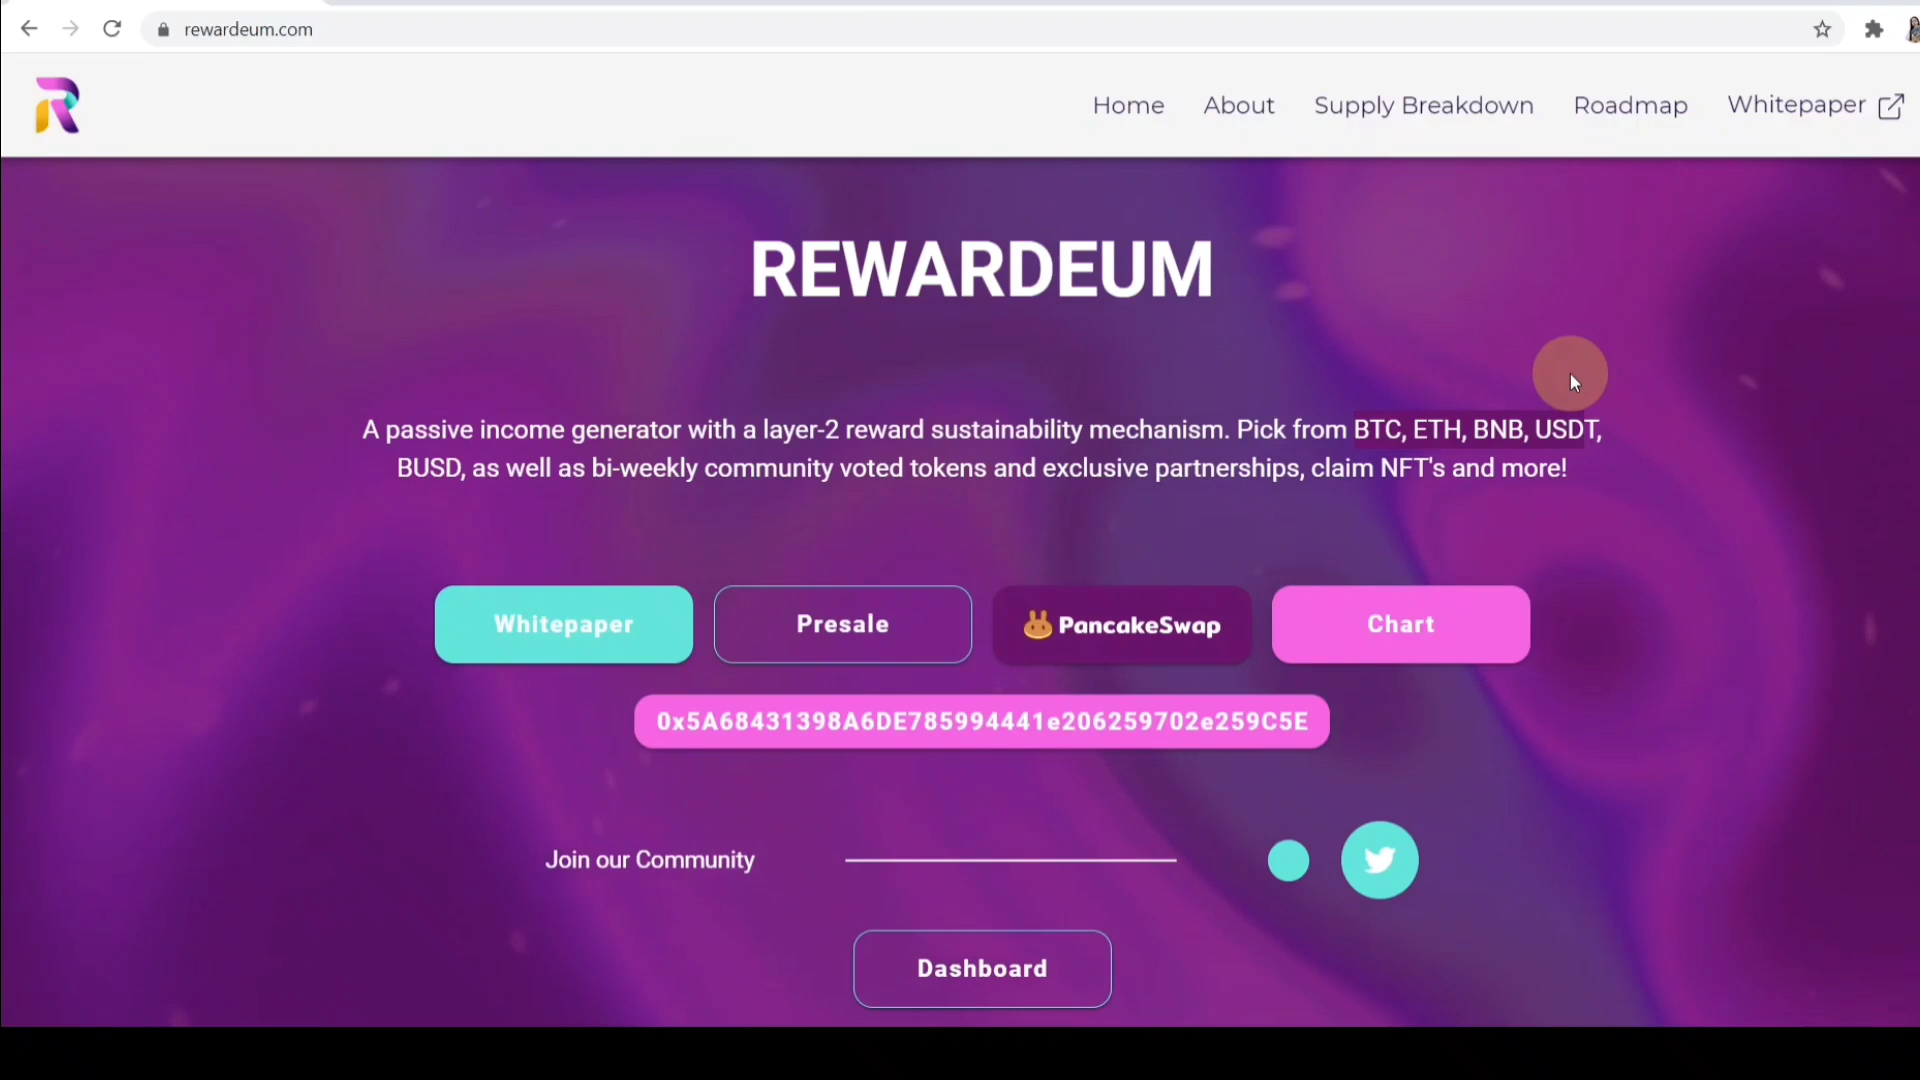 rewardeum.com
Home About Supply Breakdown Roadmap Whitepaper
REWARDEUM
A passive income generator with a layer-2 reward sustainability mechanism. Pick from BTC, ETH, BNB, USDT,
BUSD, as well as bi-weekly community voted tokens and exclusive partnerships, claim NFT's and more!
Whitepaper Presale PancakeSwap Chart
0x5A68431398A6DE785994441e206259702e259C5E
Join our Community
Dashboard